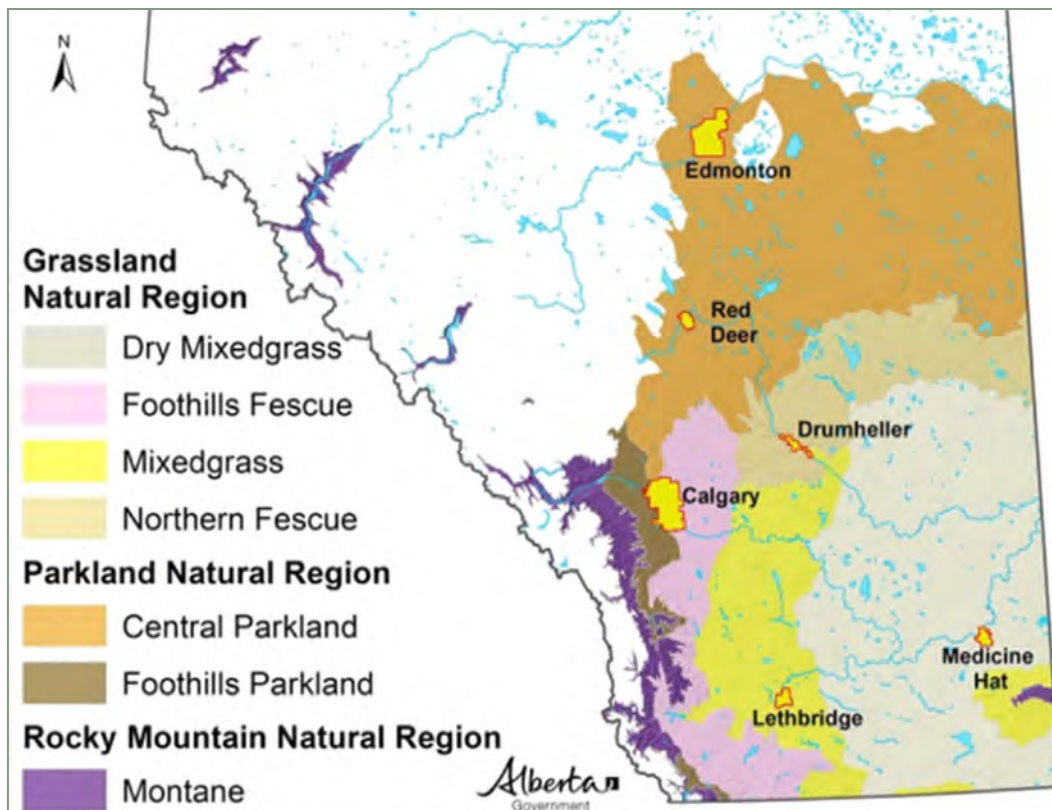 N
Edmonton
Red
Deer
Drumheller
Calgary
Medicine
Hat
Lethbridge
Grassland
Natural Region
Dry Mixedgrass
Foothills Fescue
Mixedgrass
Northern Fescue
Parkland Natural Region
Central Parkland
Foothills Parkland
Rocky Mountain Natural Region
Montane
Alberta
Government